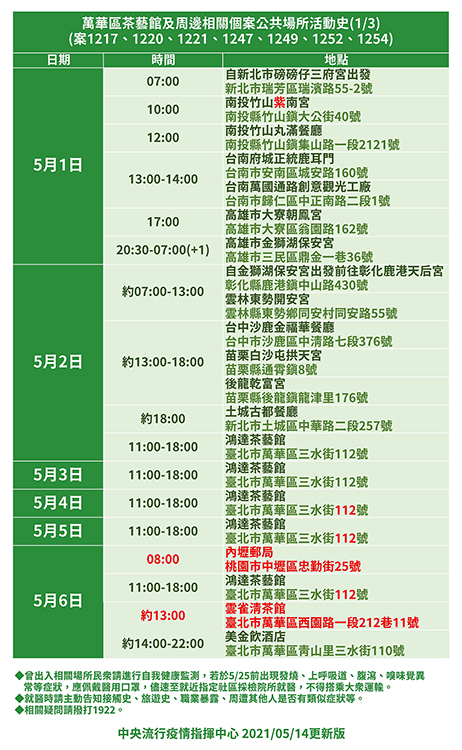 萬華區茶藝館及周邊相關個案公共場所活動史(1/3)
(案1217、1220、1221、1247、1249、1252、1254)
日期 時間 地點
5月1日
07:00
自新北市磅磅仔三府宮出發
新北市瑞芳區瑞濱路55-2號
10:00
南投竹山紫南宮
南投縣竹山鎮大公街40號
12:00
南投竹山丸滿餐廳
南投縣竹山鎮集山路一段2121號
13:00-14:00
台南府城正統鹿耳門
台南市安南區城安路160號
台南萬國通路創意觀光工廠
台南市歸仁區中正南路二段1號
17:00
高雄市大寮朝鳳宮
高雄市大寮區翁園路162號
20:30-07:00(+1)
高雄市金獅湖保安宮
高雄市三民區鼎金一巷36號
5月2日
約07:00-13:00
自金獅湖保安宮出發前往彰化鹿港天后宮
彰化縣鹿港鎮中山路430號
雲林東勢開安宮
雲林縣東勢鄉同安村同安路55號
約13:00-18:00
台中沙鹿金福華餐廳
台中市沙鹿區中清路七段376號
苗栗白沙屯拱天宮
苗栗縣通霄鎮8號
後龍乾富宮
苗栗縣後龍鎮龍津里176號
約18:00
土城古都餐廳
新北市土城區中華路二段257號
11:00-18:00
鴻達茶藝館
臺北市萬華區三水街112號
5月3日
11:00-18:00
鴻達茶藝館
臺北市萬華區三水街112號
5月4日
11:00-18:00
鴻達茶藝館
臺北市萬華區三水街112號
5月5日
11:00-18:00
鴻達茶藝館
臺北市萬華區三水街112號
5月6日
08:00
內壢郵局
桃園市中壢區忠勤街25號
11:00-18:00
鴻達茶藝館
臺北市萬華區三水街112號
約13:00
雲雀清茶館
臺北市萬華區西園路一段212巷11號
約14:00-22:00
美金飲酒店
臺北市萬華區青山里三水街110號
◆曾出入相關場所民眾請進行自我健康監測，若於5/25前出現發燒、上呼吸道、腹瀉、嗅味覺異
常等症狀，應佩戴醫用口罩，儘速至就近指定社區採檢院所就醫，不得搭乘大眾運輸。
◆就醫時請主動告知接觸史、旅遊史、職業暴露、周遭其他人是否有類似症狀等。
◆相關疑問請撥打1922。
中央流行疫情指揮中心 2021/05/14更新版